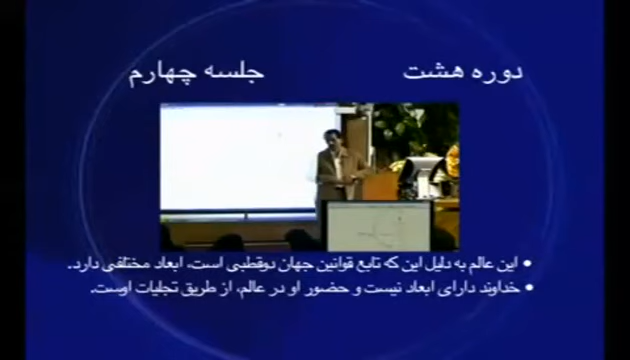 دوره هشت
جلسه چهارم
● این عالم به دلیل این که تابع قوانین جهان دوقطبی است، ابعاد مختلفی دارد.
● خداوند دارای ابعاد نیست و حضور او در عالم، از طریق تجلیات اوست.